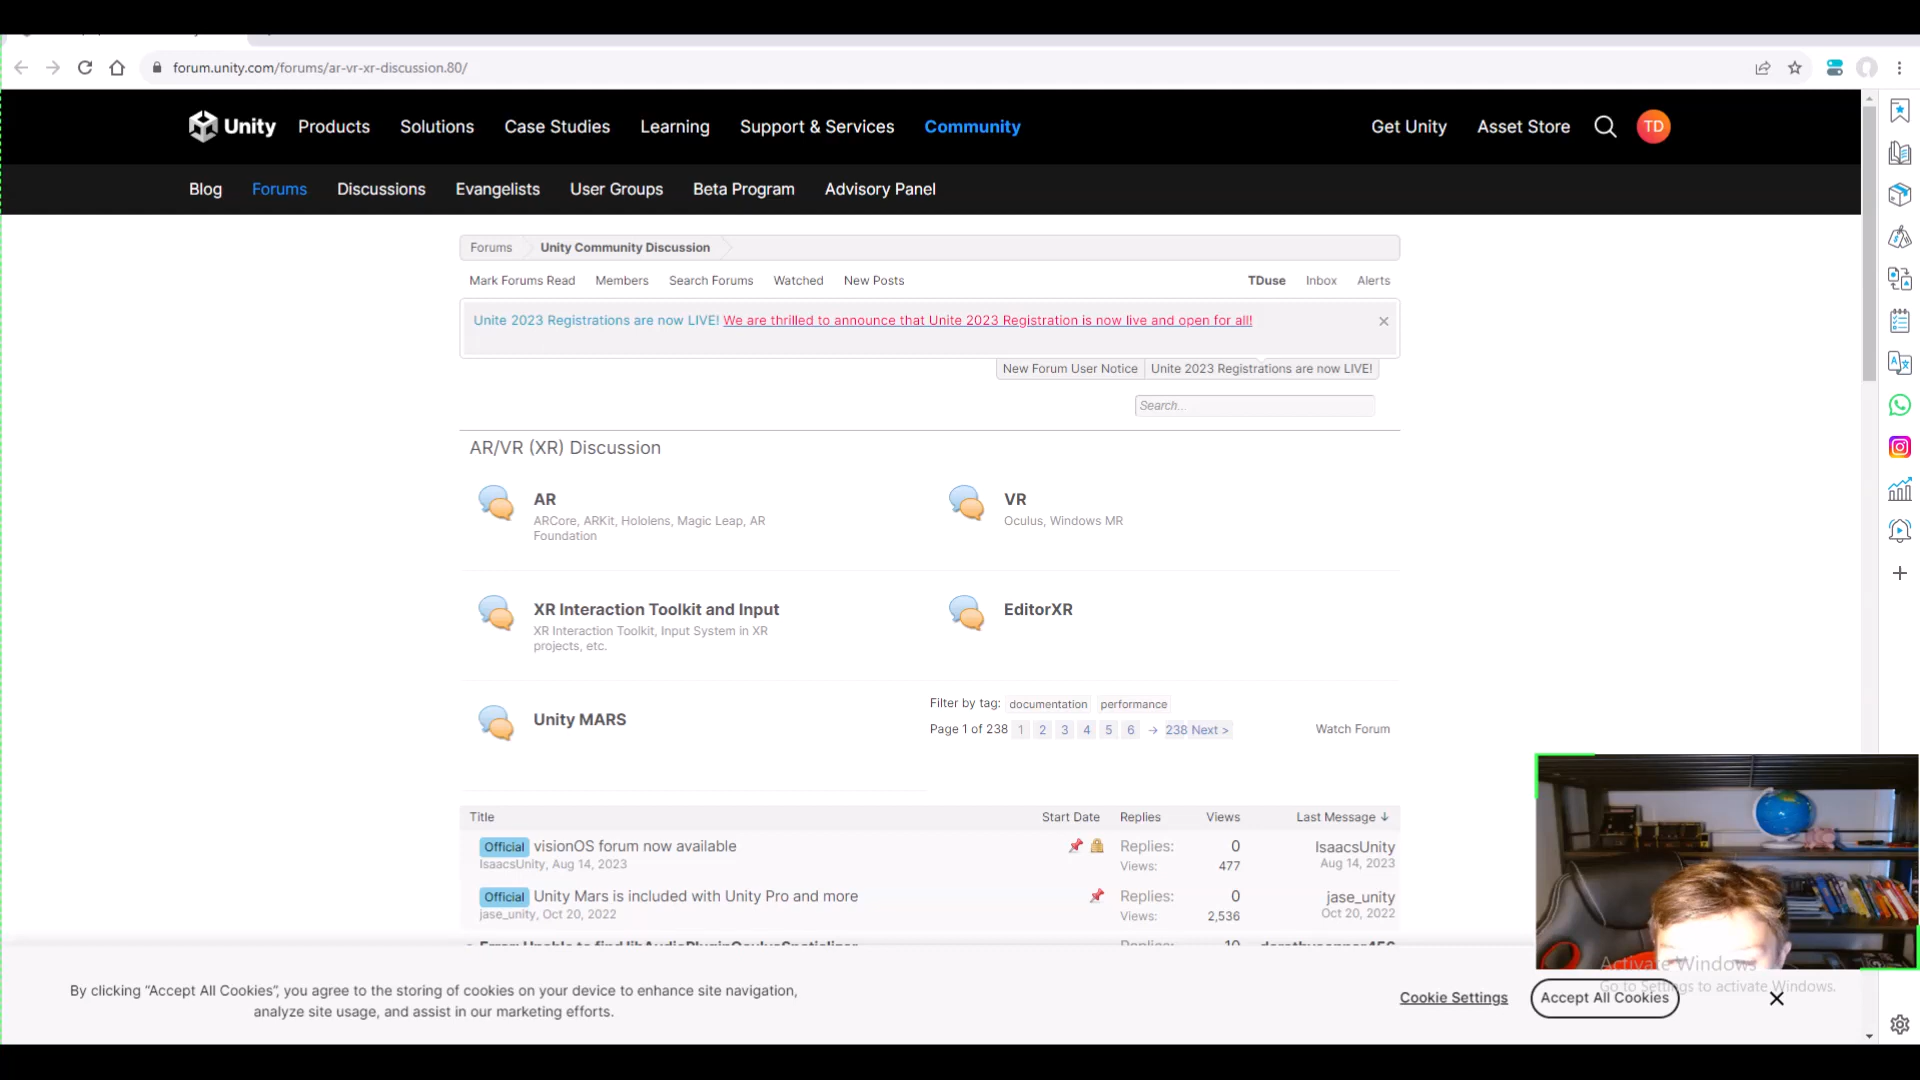 forum.unity.com/forums/ar-vr-xr-discussion.80/
Unity Products Solutions Case Studies Learning Support & Services Community Get Unity Asset Store TD
Blog Forums Discussions Evangelists User Groups Beta Program Advisory Panel
Forums Unity Community Discussion
Mark Forums Read Members Search Forums Watched New Posts TDuse Inbox Alerts
Unite 2023 Registrations are now LIVE! We are thrilled to announce that Unite 2023 Registration is now live and open for all!
New Forum User Notice Unite 2023 Registrations are now LIVE!
Search...
AR/VR (XR) Discussion
AR
ARCore, ARKit, Hololens, Magic Leap, AR
Foundation
VR
Oculus, Windows MR
XR Interaction Toolkit and Input
XR Interaction Toolkit, Input System in XR
projects, etc.
EditorXR
Unity MARS
Filter by tag: documentation performance
Page 1 of 238 1 2 3 4 5 6 → 238 Next >
Watch Forum
Title Start Date Replies Views Last Message ↓
Official visionOS forum now available Replies: 0 IsaacsUnity
IsaacsUnity, Aug 14, 2023 Views: 477 Aug 14, 2023
Official Unity Mars is included with Unity Pro and more Replies: 0 jase_unity
jase_unity, Oct 20, 2022 Views: 2,536 Oct 20, 2022
By clicking “Accept All Cookies”, you agree to the storing of cookies on your device to enhance site navigation,
analyze site usage, and assist in our marketing efforts.
Cookie Settings Accept All Cookies
Activate Windows
Go to Settings to activate Windows.